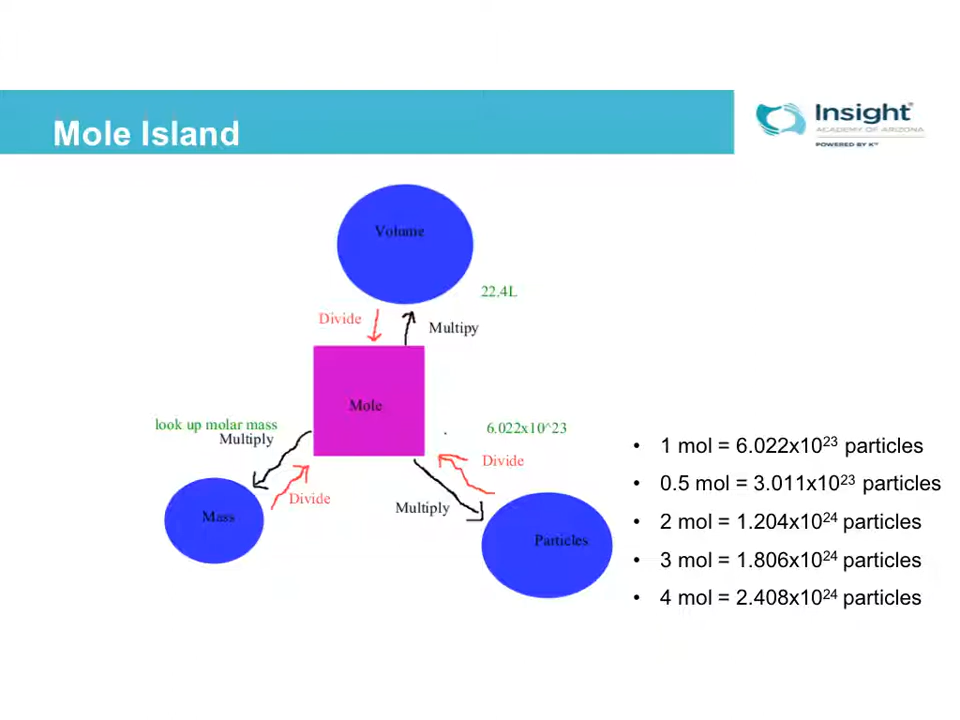 Mole Island
Insight®
ACADEMY OF ARIZONA
POWERED BY K¹²
Volume
22.4L
Divide
Multipy
Mole
look up molar mass
Multiply
6.022x10^23
Divide
Divide
Multiply
Mass
Particles
• 1 mol = 6.022x10²³ particles
• 0.5 mol = 3.011x10²³ particles
• 2 mol = 1.204x10²⁴ particles
• 3 mol = 1.806x10²⁴ particles
• 4 mol = 2.408x10²⁴ particles